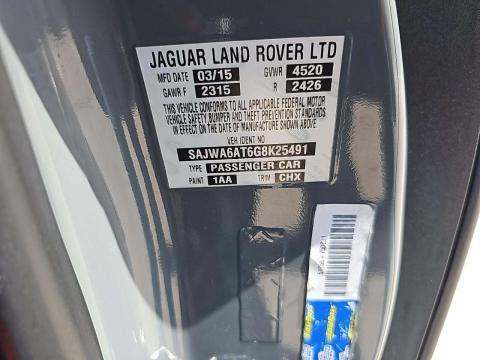 JAGUAR LAND ROVER LTD
MFD DATE 03/15 GVWR 4520
GAWR F 2315 R 2426
THIS VEHICLE CONFORMS TO ALL APPLICABLE FEDERAL MOTOR
VEHICLE SAFETY BUMPER AND THEFT PREVENTION STANDARDS
IN EFFECT ON THE DATE OF MANUFACTURE SHOWN ABOVE
VEH IDENT NO
SAJWA6AT6G8K25491
TYPE PASSENGER CAR
PAINT 1AA TRIM CHX